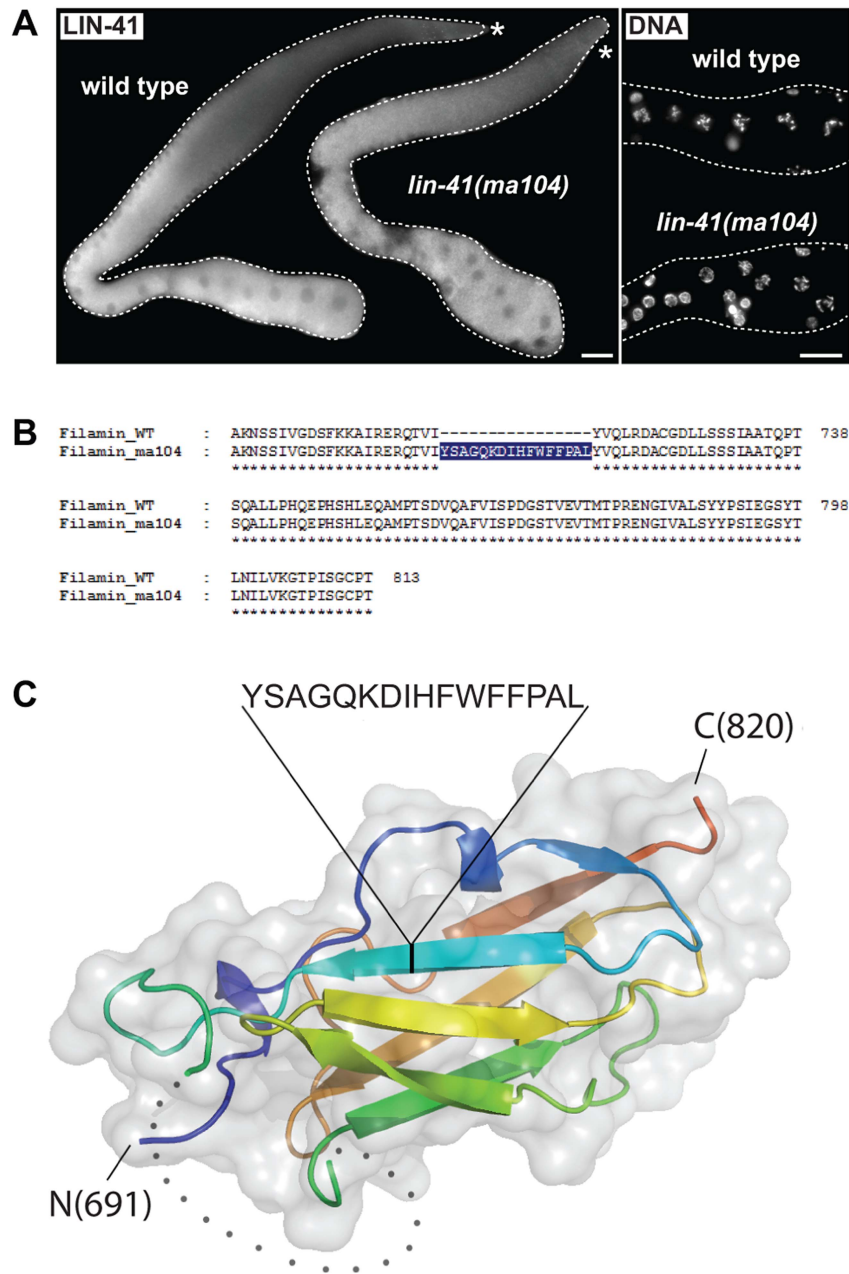 A
LIN-41
wild type
*
*
lin-41(ma104)
DNA
wild type
lin-41(ma104)
B
Filamin_WT : AKNSSIVGDSFKKAIRERQTVI----------------YVQLRDACGDLLSSSIAATQPT 738
Filamin_ma104 : AKNSSIVGDSFKKAIRERQTVIYSAGQKDIHFWFFPALYVQLRDACGDLLSSSIAATQPT
********************** **********************
Filamin_WT : SQALLPHQEPHSHLEQAMPTSDVQAFVISPDGSTVEVTMTPRENGIVALSYYPSIEGSYT 798
Filamin_ma104 : SQALLPHQEPHSHLEQAMPTSDVQAFVISPDGSTVEVTMTPRENGIVALSYYPSIEGSYT
************************************************************
Filamin_WT : LNILVKGTPISGCPT 813
Filamin_ma104 : LNILVKGTPISGCPT
***************
C
YSAGQKDIHFWFFPAL
C(820)
N(691)